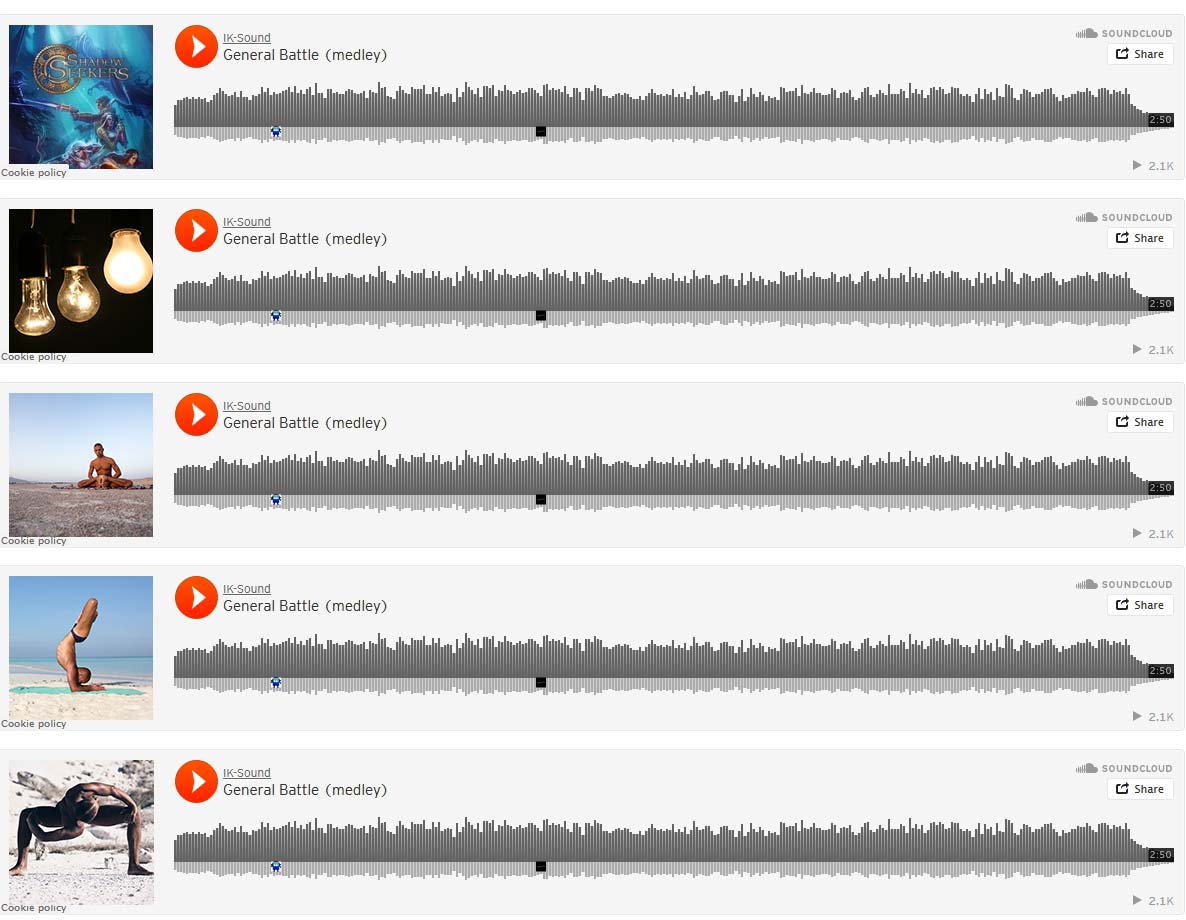 SHADOW
SEEKERS
IK-Sound
General Battle (medley)
SOUNDCLOUD
Share
2:50
Cookie policy
2.1K
IK-Sound
General Battle (medley)
SOUNDCLOUD
Share
2:50
Cookie policy
2.1K
IK-Sound
General Battle (medley)
SOUNDCLOUD
Share
2:50
Cookie policy
2.1K
IK-Sound
General Battle (medley)
SOUNDCLOUD
Share
2:50
Cookie policy
2.1K
IK-Sound
General Battle (medley)
SOUNDCLOUD
Share
2:50
Cookie policy
2.1K